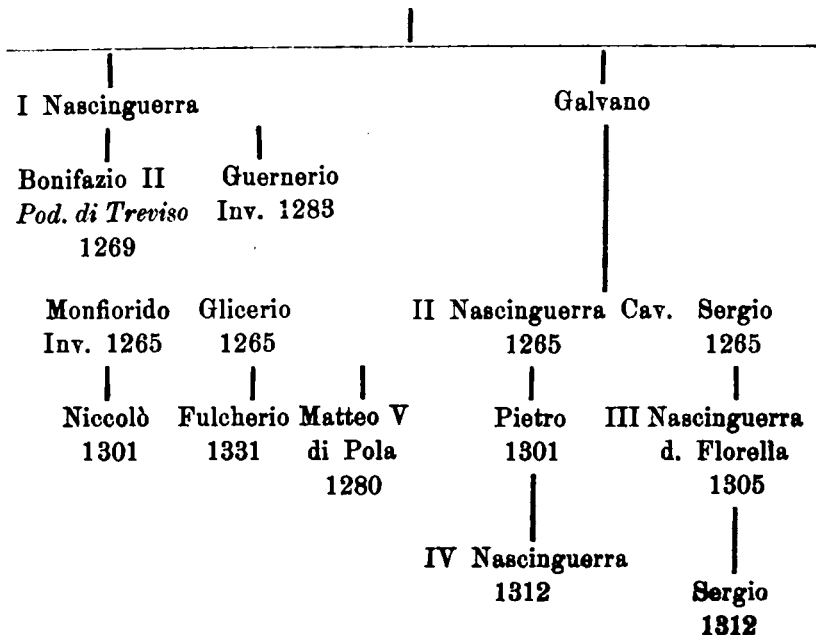 I Nascinguerra Galvano
Bonifazio II Guernerio
Pod. di Treviso Inv. 1283
1269
Monfiorido Glicerio II Nascinguerra Cav. Sergio
Inv. 1265 1265 1265 1265
Niccolò Fulcherio Matteo V Pietro III Nascinguerra
1301 1331 di Pola 1301 d. Florella
1280 1305
IV Nascinguerra
1312 Sergio
1312